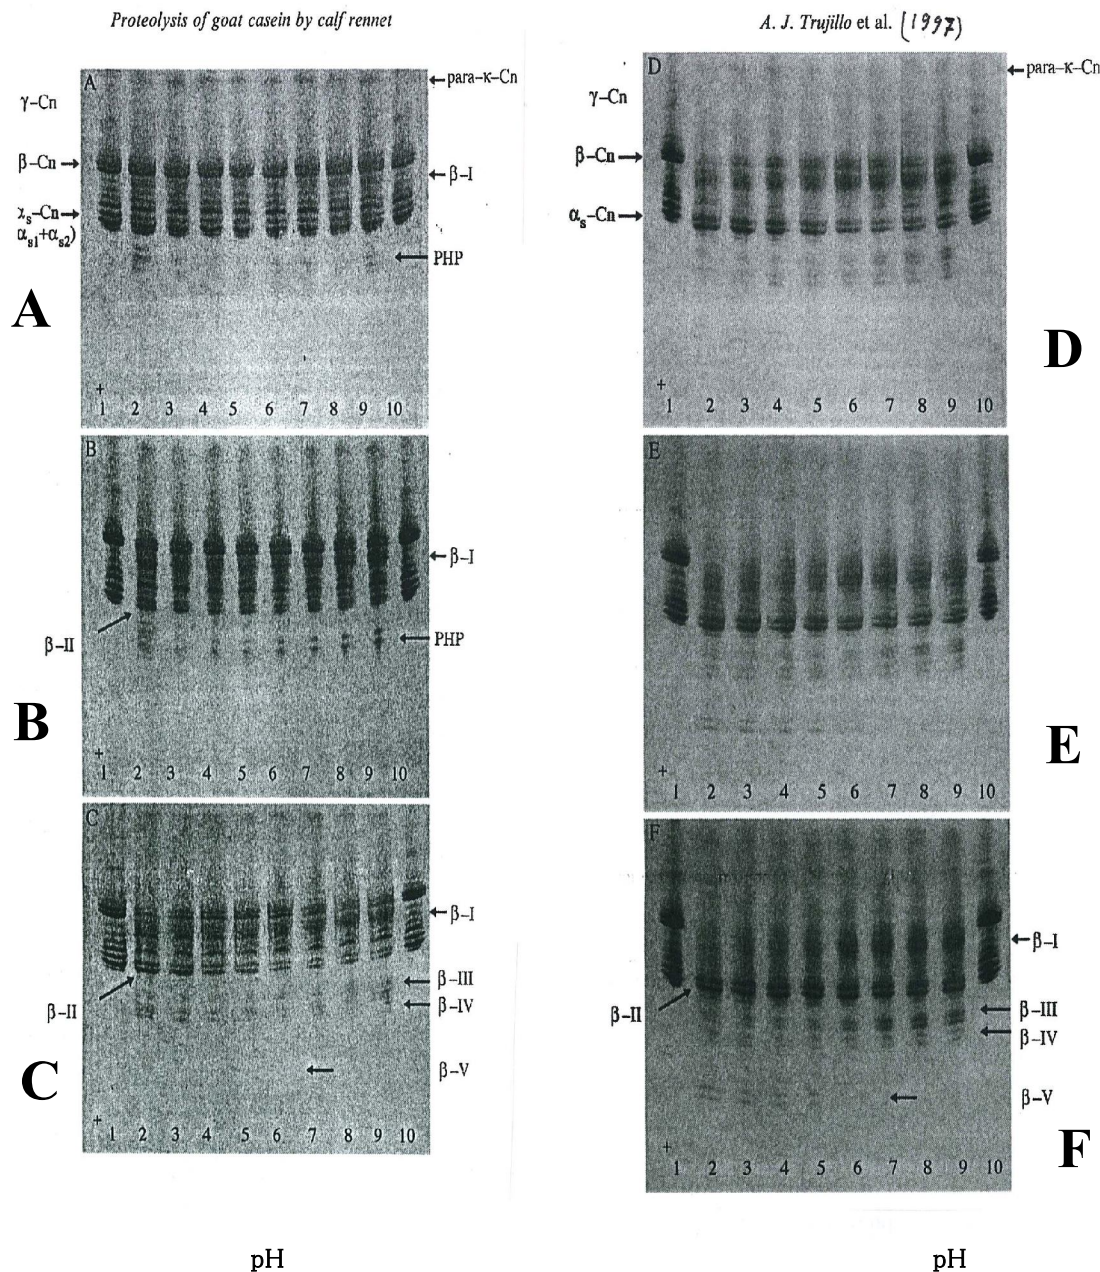 Proteolysis of goat casein by calf rennet
A. J. Trujillo et al. (1997)
A
para-κ-Cn
γ-Cn
β-Cn
β-I
αs-Cn
αs1+αs2)
PHP
A
+
1 2 3 4 5 6 7 8 9 10
B
β-I
β-II
PHP
B
+
1 2 3 4 5 6 7 8 9 10
C
β-I
β-III
β-II
β-IV
β-V
C
+
1 2 3 4 5 6 7 8 9 10
pH
D
para-κ-Cn
γ-Cn
β-Cn
αs-Cn
D
+
1 2 3 4 5 6 7 8 9 10
E
E
+
1 2 3 4 5 6 7 8 9 10
F
β-I
β-II
β-III
β-IV
β-V
F
+
1 2 3 4 5 6 7 8 9 10
pH